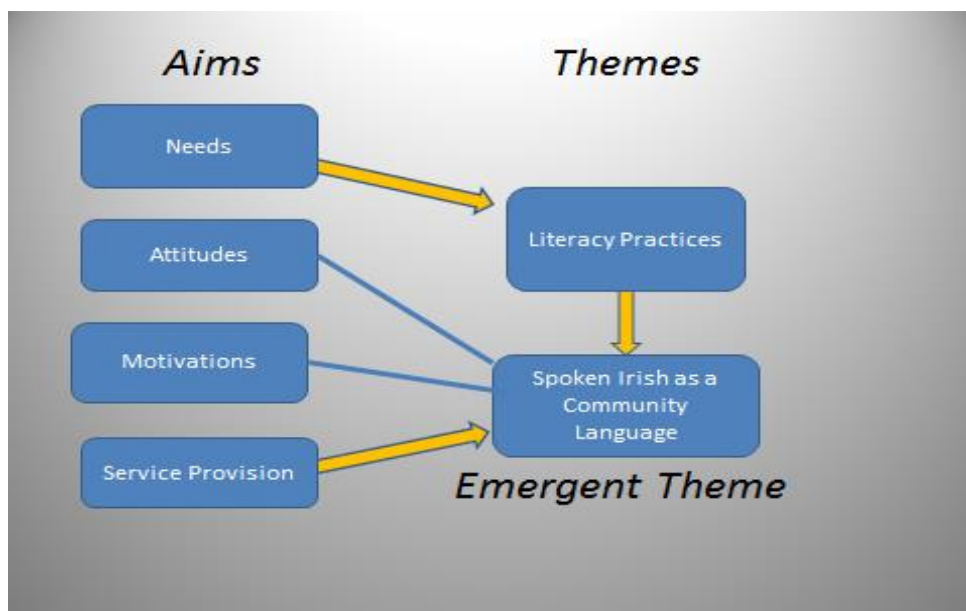 Aims
Themes
Needs
Attitudes
Motivations
Service Provision
Literacy Practices
Spoken Irish as a
Community
Language
Emergent Theme